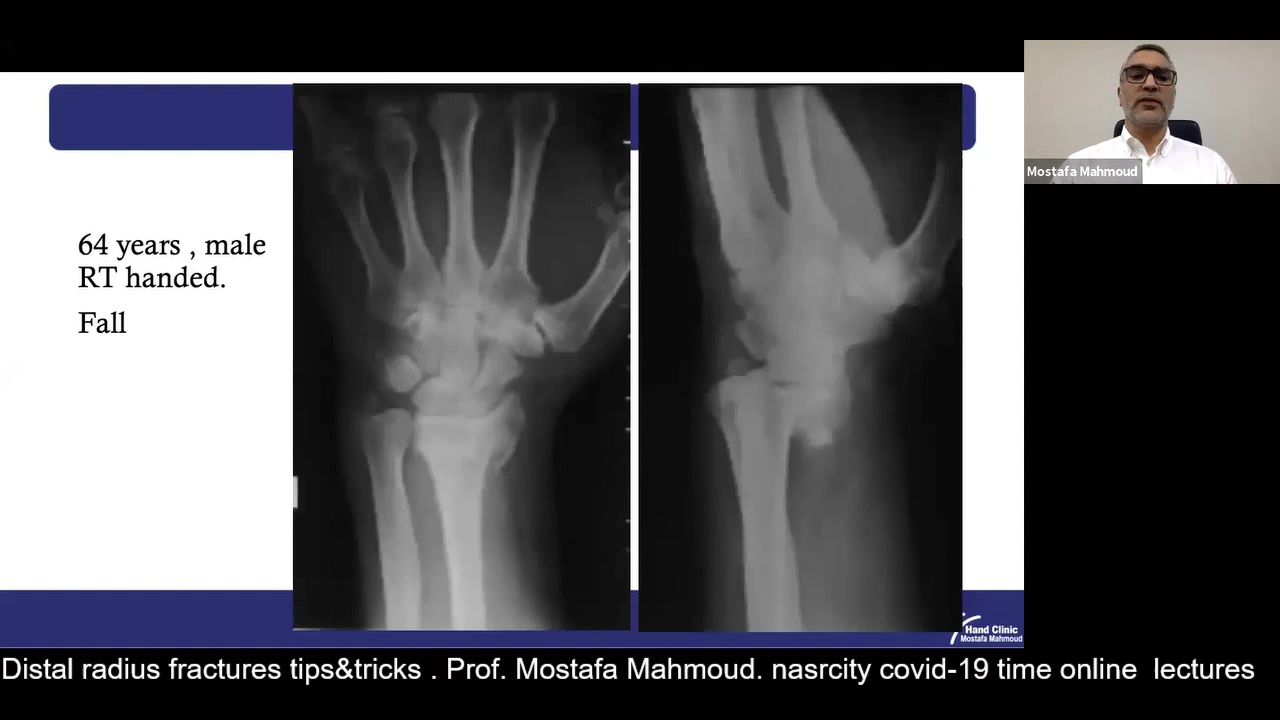 Mostafa Mahmoud
64 years , male
RT handed.
Fall
Hand Clinic
Mostafa Mahmoud
Distal radius fractures tips&tricks . Prof. Mostafa Mahmoud. nasrcity covid-19 time online  lectures